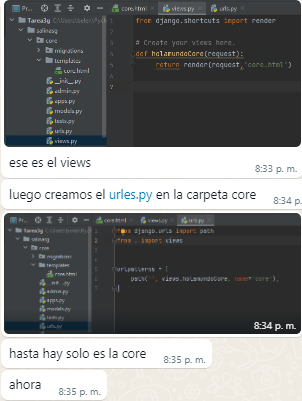 Project
core.html
views.py
urls.py
Tarea3g
salinasg
core
migrations
templates
core.html
__init__.py
admin.py
apps.py
models.py
tests.py
urls.py
views.py
from django.shortcuts import render
# Create your views here.
def holamundoCore(request):
return render(request,'core.html')
ese es el views
8:33 p. m.
luego creamos el urles.py en la carpeta core
8:34 p.
core.html
views.py
urls.py
Tarea3g
salinasg
core
migrations
templates
core.html
admin.py
apps.py
models.py
tests.py
urls.py
from django.urls import path
from . import views
urlpatterns = [
path('', views.holamundoCore, name='core'),
]
8:34 p. m.
hasta hay solo es la core
8:35 p. m.
ahora
8:35 p. m.